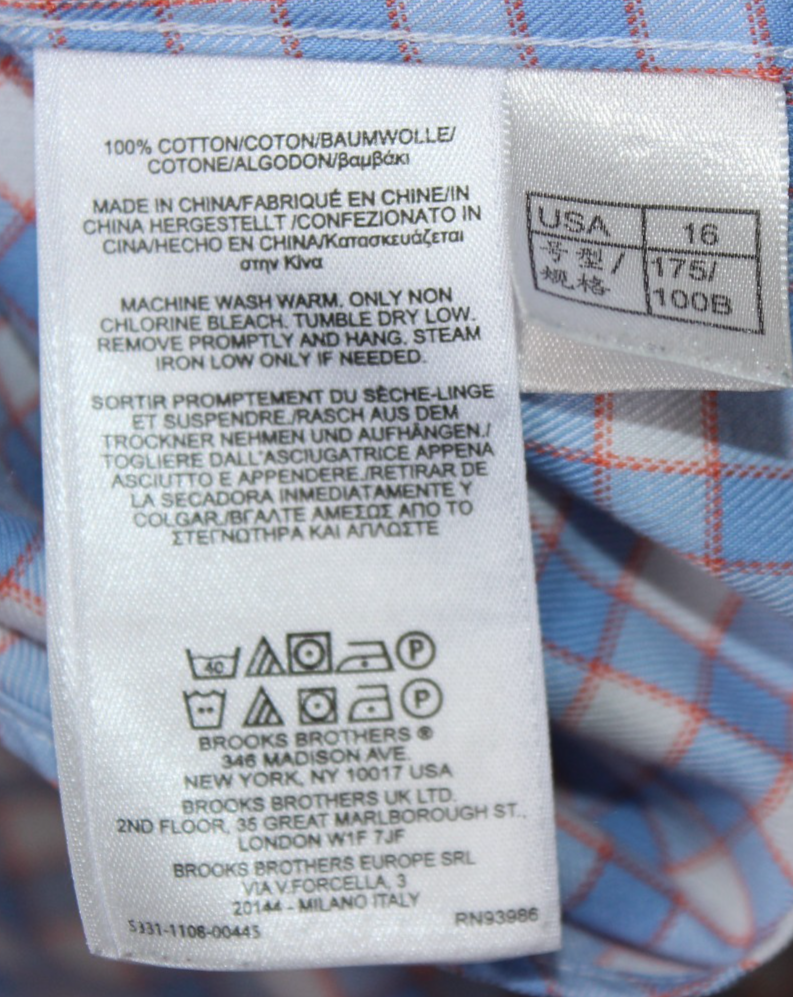 100% COTTON/COTON/BAUMWOLLE/
COTONE/ALGODON/βαμβάκι
MADE IN CHINA/FABRIQUÉ EN CHINE/IN
CHINA HERGESTELLT /CONFEZIONATO IN
CINA/HECHO EN CHINA/Κατασκευάζεται
στην Κίνα
MACHINE WASH WARM. ONLY NON
CHLORINE BLEACH. TUMBLE DRY LOW.
REMOVE PROMPTLY AND HANG. STEAM
IRON LOW ONLY IF NEEDED.
SORTIR PROMPTEMENT DU SÈCHE-LINGE
ET SUSPENDRE./RASCH AUS DEM
TROCKNER NEHMEN UND AUFHÄNGEN./
TOGLIERE DALL'ASCIUGATRICE APPENA
ASCIUTTO E APPENDERE./RETIRAR DE
LA SECADORA INMEDIATAMENTE Y
COLGAR./ΒΓΑΛΤΕ ΑΜΕΣΩΣ ΑΠΟ ΤΟ
ΣΤΕΓΝΩΤΗΡΑ ΚΑΙ ΑΠΛΩΣΤΕ
40 P
P
BROOKS BROTHERS ®
346 MADISON AVE.
NEW YORK, NY 10017 USA
BROOKS BROTHERS UK LTD.
2ND FLOOR, 35 GREAT MARLBOROUGH ST.,
LONDON W1F 7JF
BROOKS BROTHERS EUROPE SRL
VIA V.FORCELLA, 3
20144 - MILANO ITALY
S331-1108-00445 RN93986
USA 16
号型/ 175/
规格 100B